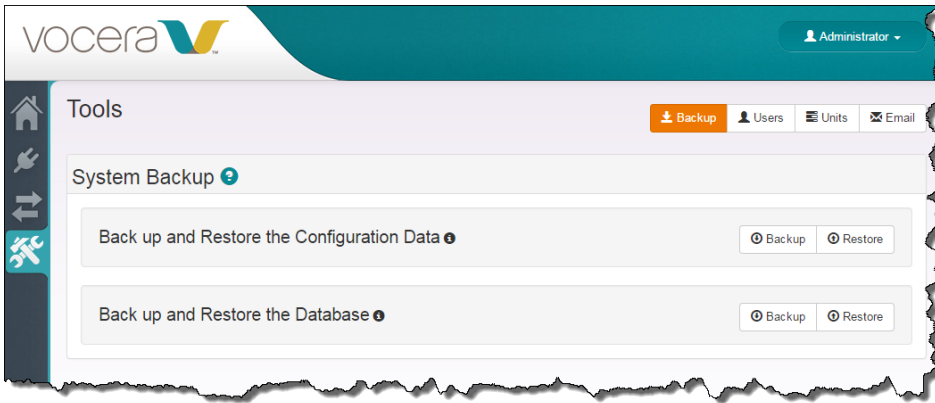 vocera
Administrator
Tools
Backup Users Units Email
System Backup
Back up and Restore the Configuration Data Backup Restore
Back up and Restore the Database Backup Restore